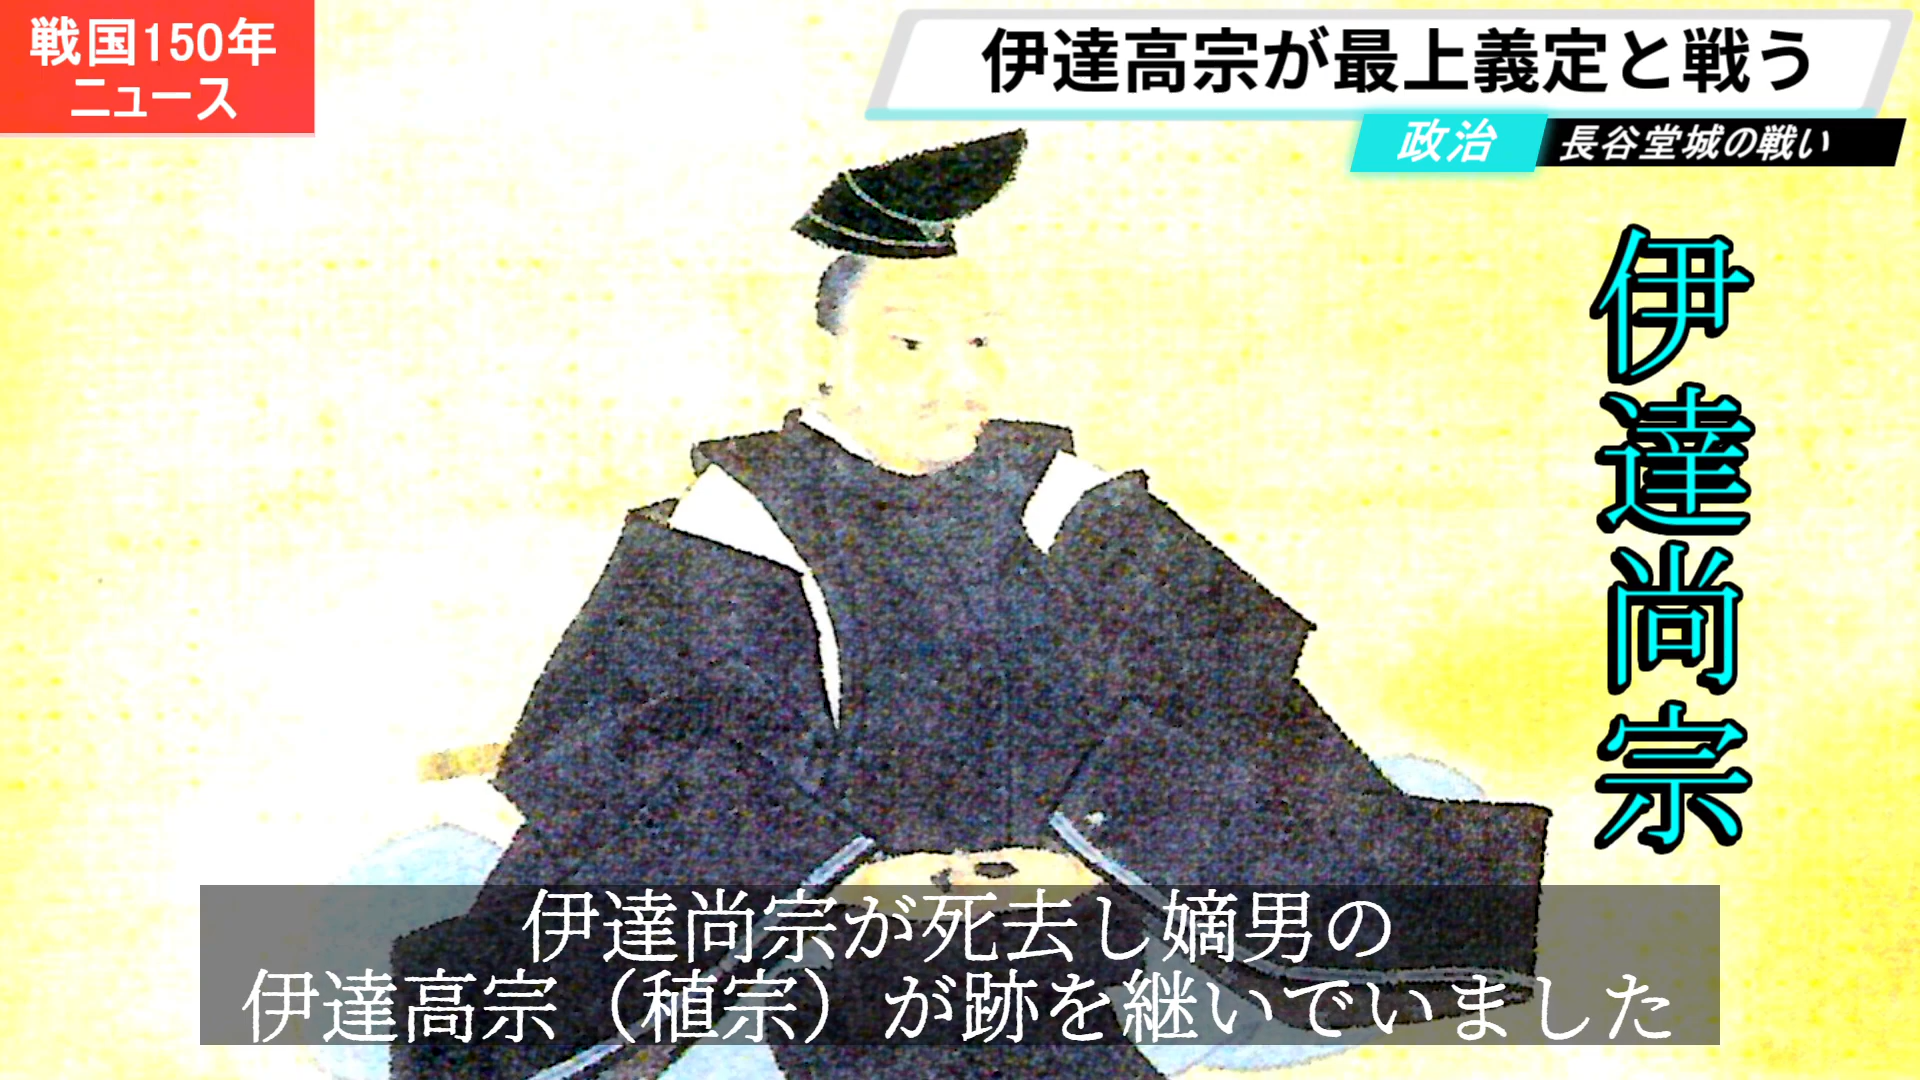 戦国150年
ニュース
伊達高宗が最上義定と戦う
政治
長谷堂城の戦い
伊達尚宗
伊達尚宗が死去し嫡男の
伊達高宗（稙宗）が跡を継いでいました